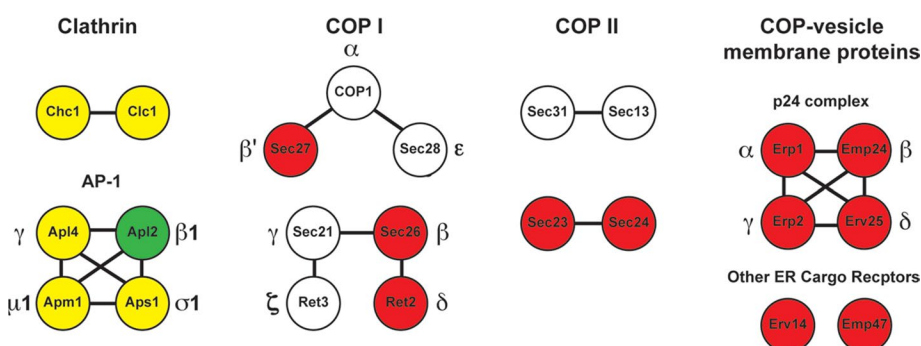 Clathrin
COP I
COP II
COP-vesicle
membrane proteins
α
COP1
p24 complex
Chc1
Clc1
Sec31
Sec13
β' Sec27
Sec28 ε
α Erp1
Emp24 β
AP-1
γ Apl4
Apl2 β1
γ Sec21
Sec26 β
Sec23
Sec24
γ Erp2
Erv25 δ
Other ER Cargo Recptors
μ1 Apm1
Aps1 σ1
ζ Ret3
Ret2 δ
Erv14
Emp47